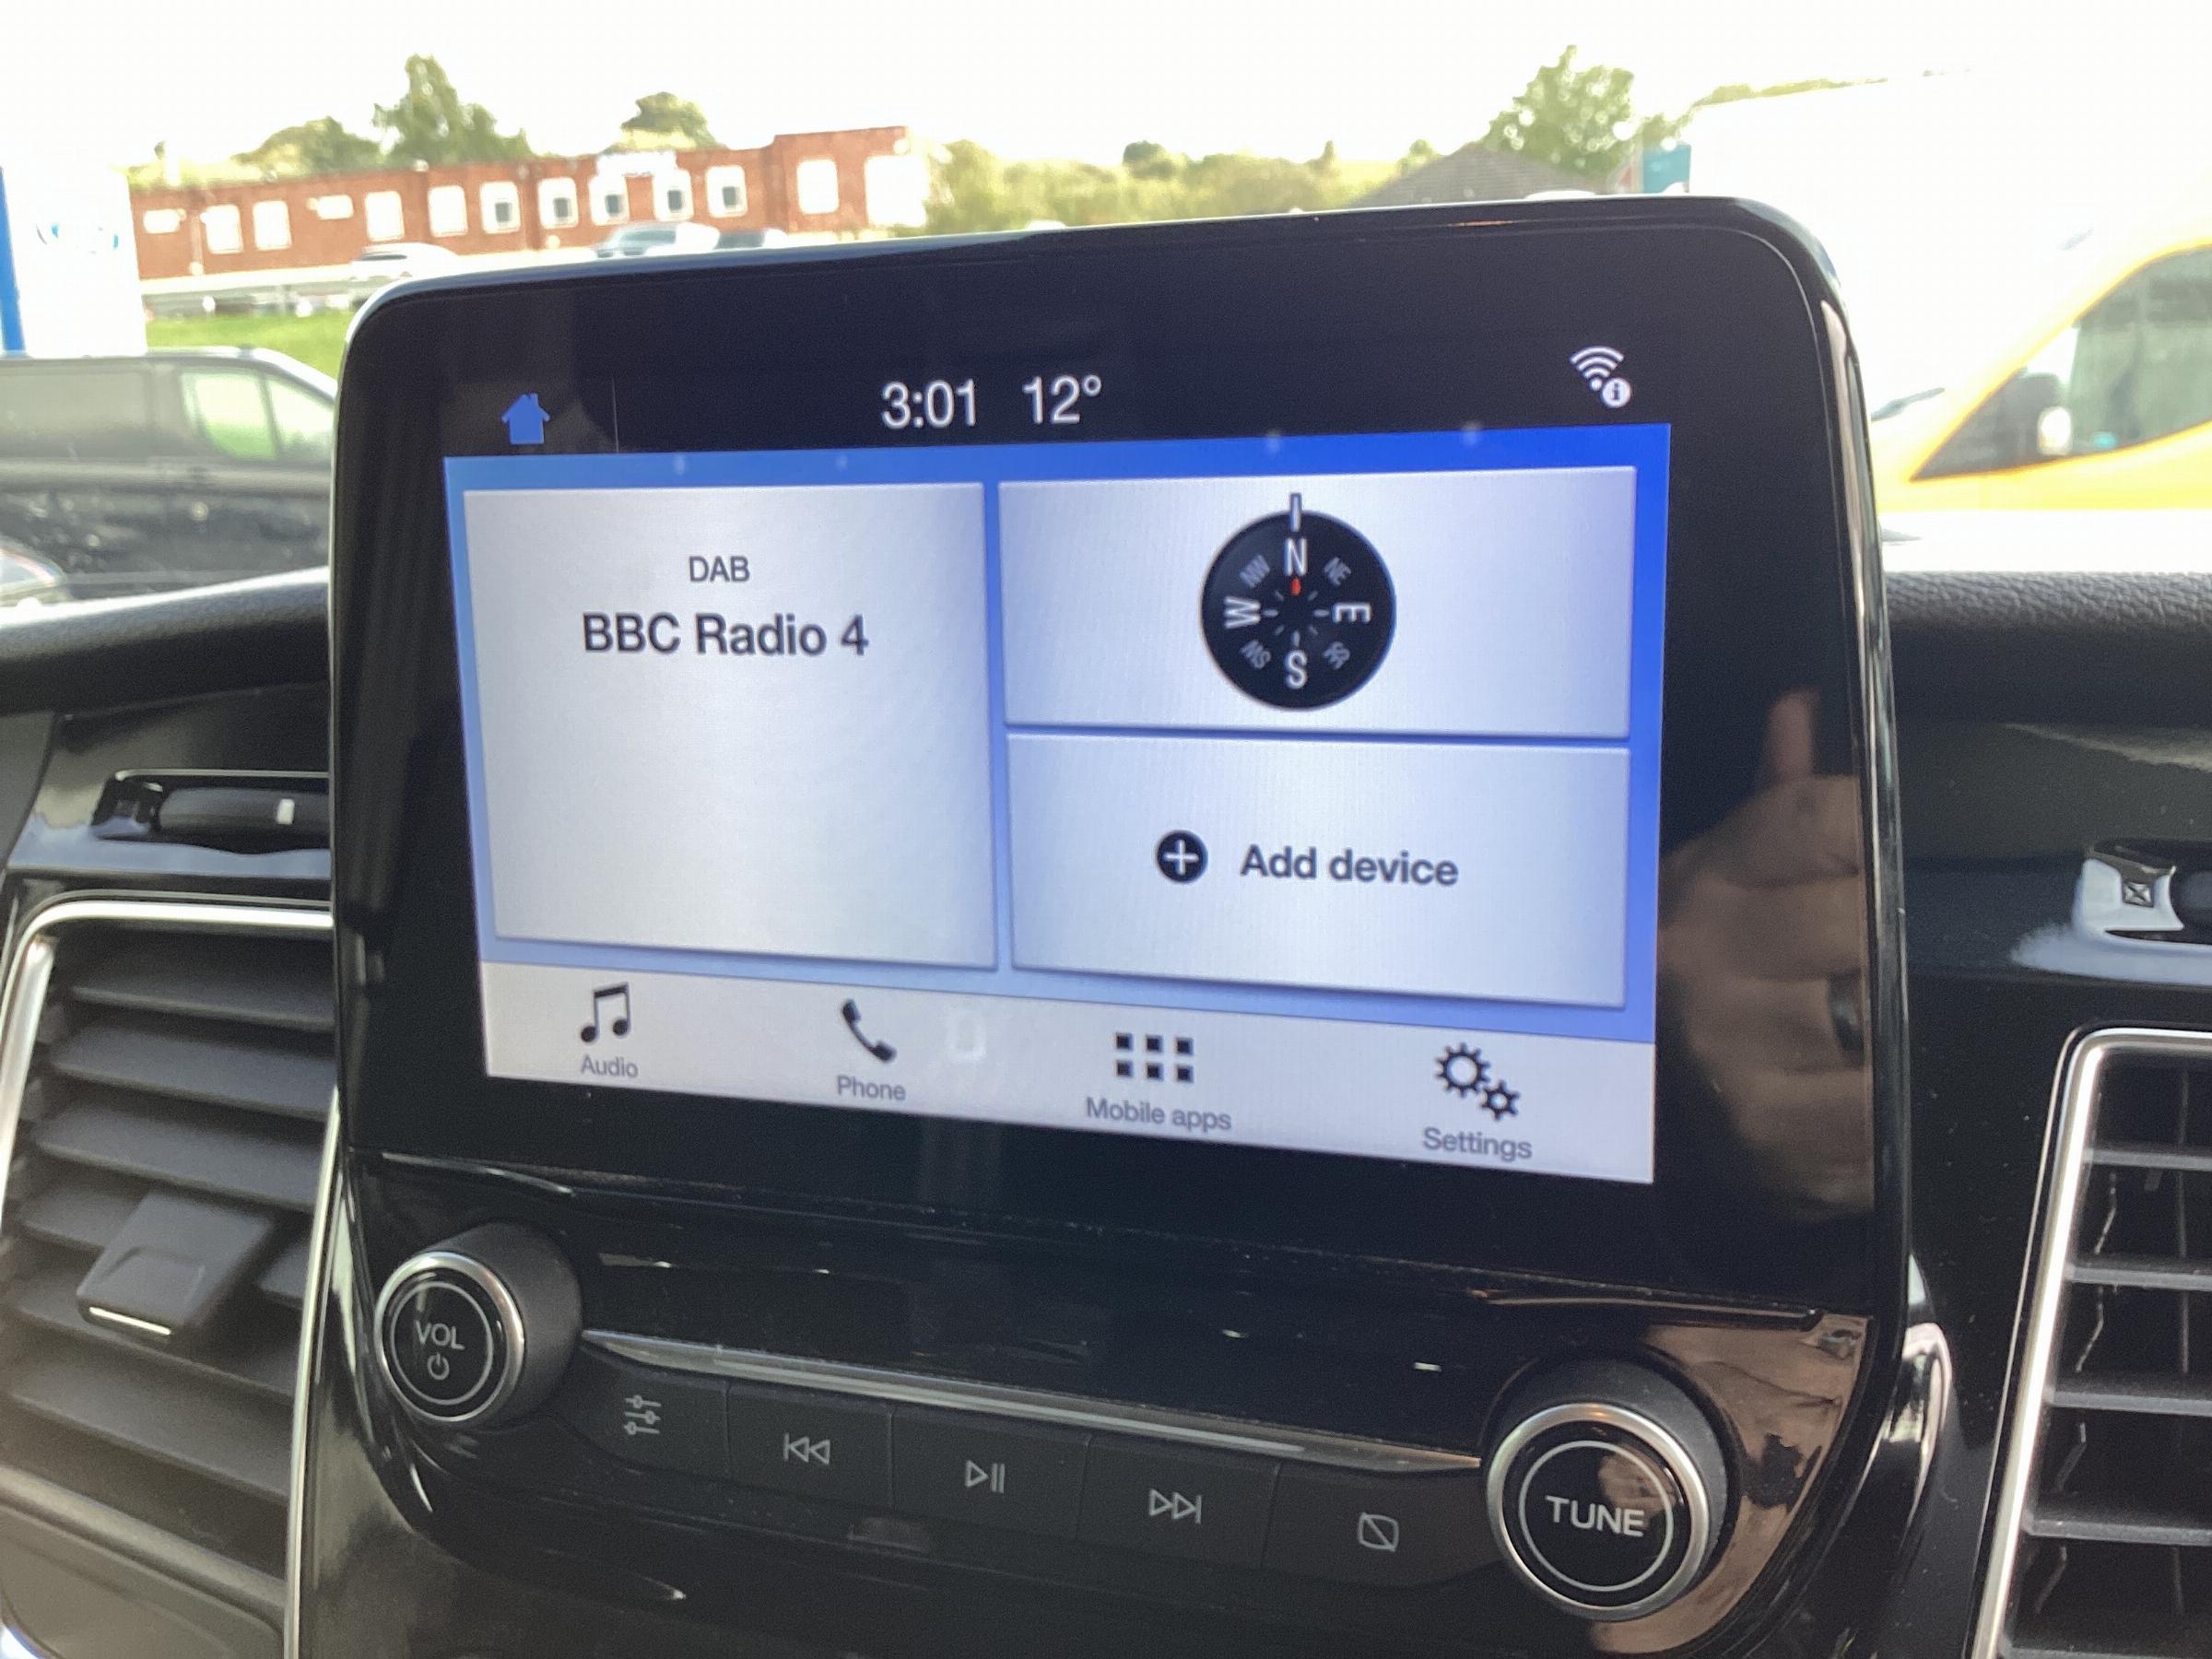 3:01 12°
DAB
BBC Radio 4
N
NW NE
W E
SW SE
S
Add device
Audio
Phone
Mobile apps
Settings
VOL
TUNE